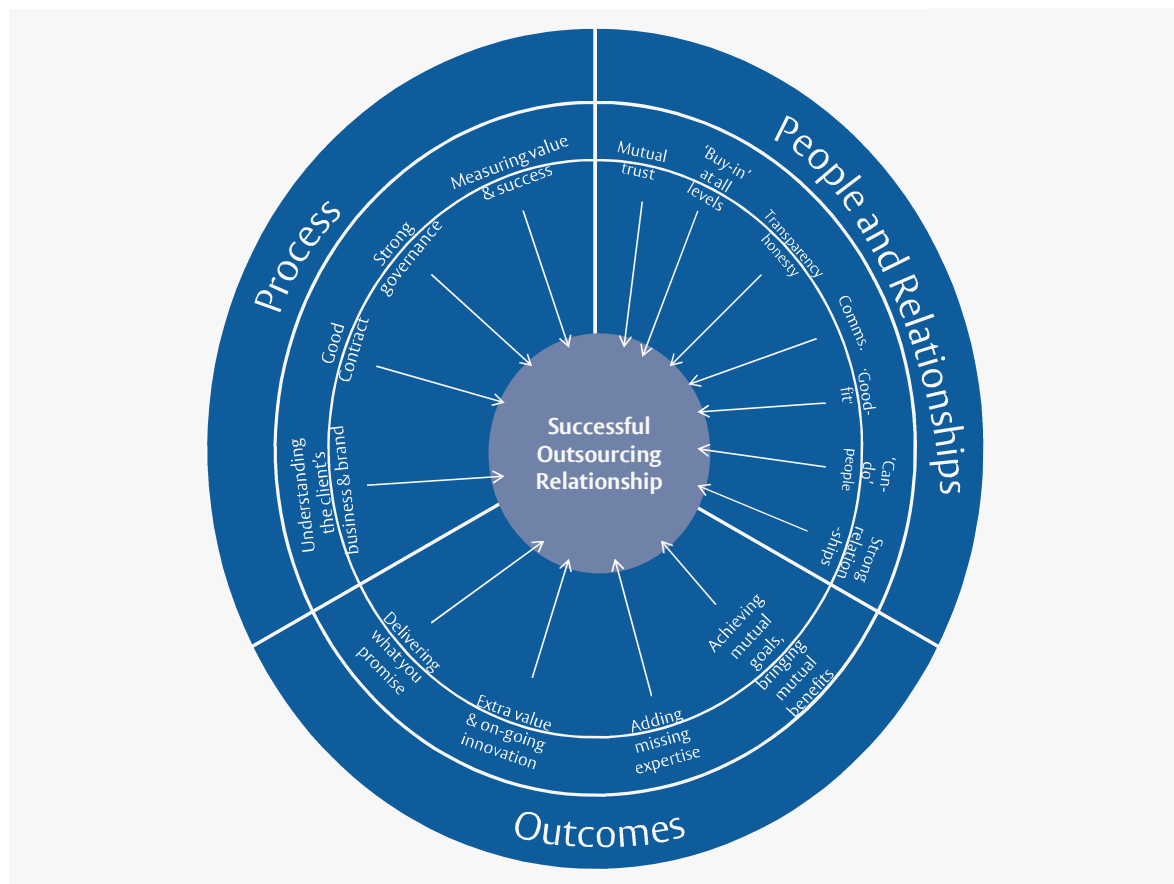 Process
Measuring value
& success
Strong
governance
Good
Contract
Understanding
the client's
business & brand
People and Relationships
Mutual
trust
‘Buy-in’
at all
levels
Transparency
honesty
Comms.
‘Good-
fit’
‘Can-
do’
people
Strong
relation
-ships
Successful
Outsourcing
Relationship
Achieving
mutual
goals,
bringing
mutual
benefits
Adding
missing
expertise
Extra value
& on-going
innovation
Delivering
what you
promise
Outcomes